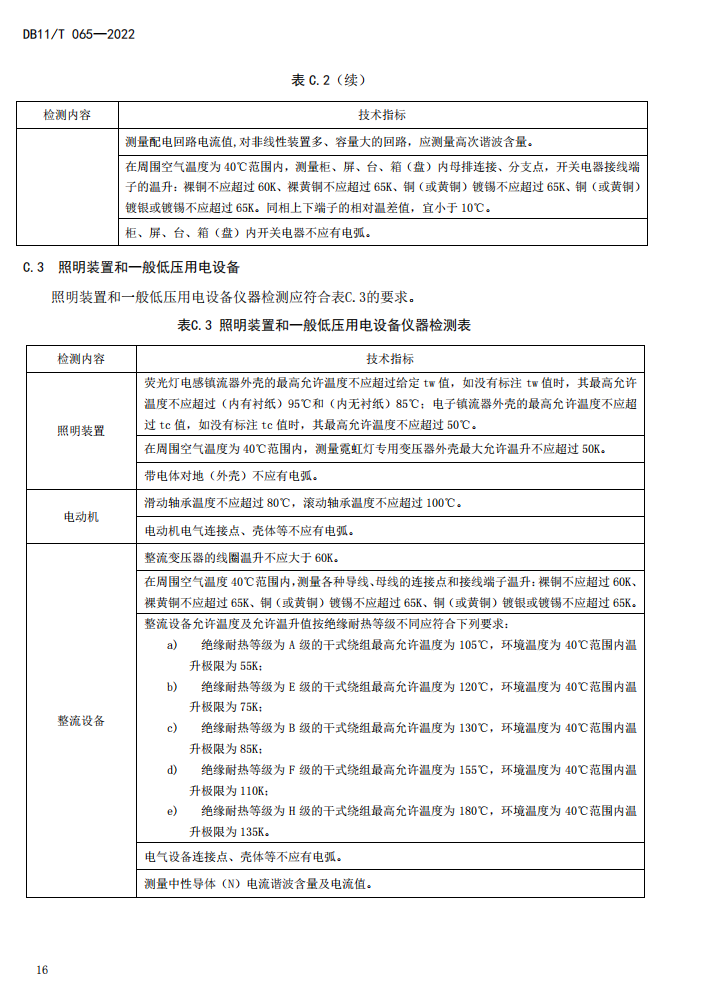 DB11/T 065—2022
表 C.2（续）
检测内容
技术指标
测量配电回路电流值,对非线性装置多、容量大的回路，应测量高次谐波含量。
在周围空气温度为 40℃范围内，测量柜、屏、台、箱（盘）内母排连接、分支点，开关电器接线端
子的温升：裸铜不应超过 60K、裸黄铜不应超过 65K、铜（或黄铜）镀锡不应超过 65K、铜（或黄铜）
镀银或镀锡不应超过 65K。同相上下端子的相对温差值，宜小于 10℃。
柜、屏、台、箱（盘）内开关电器不应有电弧。
C.3 照明装置和一般低压用电设备
照明装置和一般低压用电设备仪器检测应符合表C.3的要求。
表C.3 照明装置和一般低压用电设备仪器检测表
检测内容
技术指标
照明装置
荧光灯电感镇流器外壳的最高允许温度不应超过给定 tw 值，如没有标注 tw 值时，其最高允许
温度不应超过（内有衬纸）95℃和（内无衬纸）85℃；电子镇流器外壳的最高允许温度不应超
过 tc 值，如没有标注 tc 值时，其最高允许温度不应超过 50℃。
在周围空气温度为 40℃范围内，测量霓虹灯专用变压器外壳最大允许温升不应超过 50K。
带电体对地（外壳）不应有电弧。
电动机
滑动轴承温度不应超过 80℃，滚动轴承温度不应超过 100℃。
电动机电气连接点、壳体等不应有电弧。
整流设备
整流变压器的线圈温升不应大于 60K。
在周围空气温度 40℃范围内,测量各种导线、母线的连接点和接线端子温升：裸铜不应超过 60K、
裸黄铜不应超过 65K、铜（或黄铜）镀锡不应超过 65K、铜（或黄铜）镀银或镀锡不应超过 65K。
整流设备允许温度及允许温升值按绝缘耐热等级不同应符合下列要求：
a) 绝缘耐热等级为 A 级的干式绕组最高允许温度为 105℃，环境温度为 40℃范围内温
升极限为 55K；
b) 绝缘耐热等级为 E 级的干式绕组最高允许温度为 120℃，环境温度为 40℃范围内温
升极限为 75K；
c) 绝缘耐热等级为 B 级的干式绕组最高允许温度为 130℃，环境温度为 40℃范围内温
升极限为 85K；
d) 绝缘耐热等级为 F 级的干式绕组最高允许温度为 155℃，环境温度为 40℃范围内温
升极限为 110K；
e) 绝缘耐热等级为 H 级的干式绕组最高允许温度为 180℃，环境温度为 40℃范围内温
升极限为 135K。
电气设备连接点、壳体等不应有电弧。
测量中性导体（N）电流谐波含量及电流值。
16